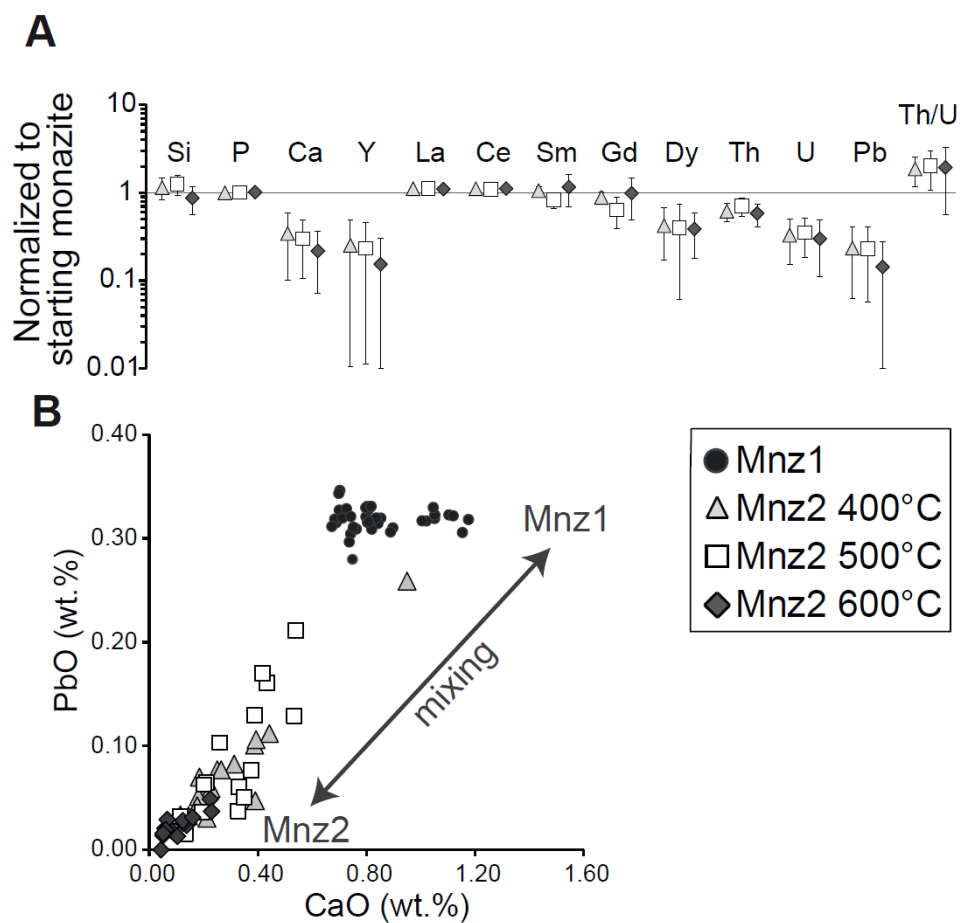 A
Normalized to
starting monazite
10
1
0.1
0.01
Si P Ca Y La Ce Sm Gd Dy Th U Pb Th/U
B
PbO (wt.%)
0.40
0.30
0.20
0.10
0.00
0.00 0.40 0.80 1.20 1.60
CaO (wt.%)
Mnz1
mixing
Mnz2
Mnz1
Mnz2 400°C
Mnz2 500°C
Mnz2 600°C